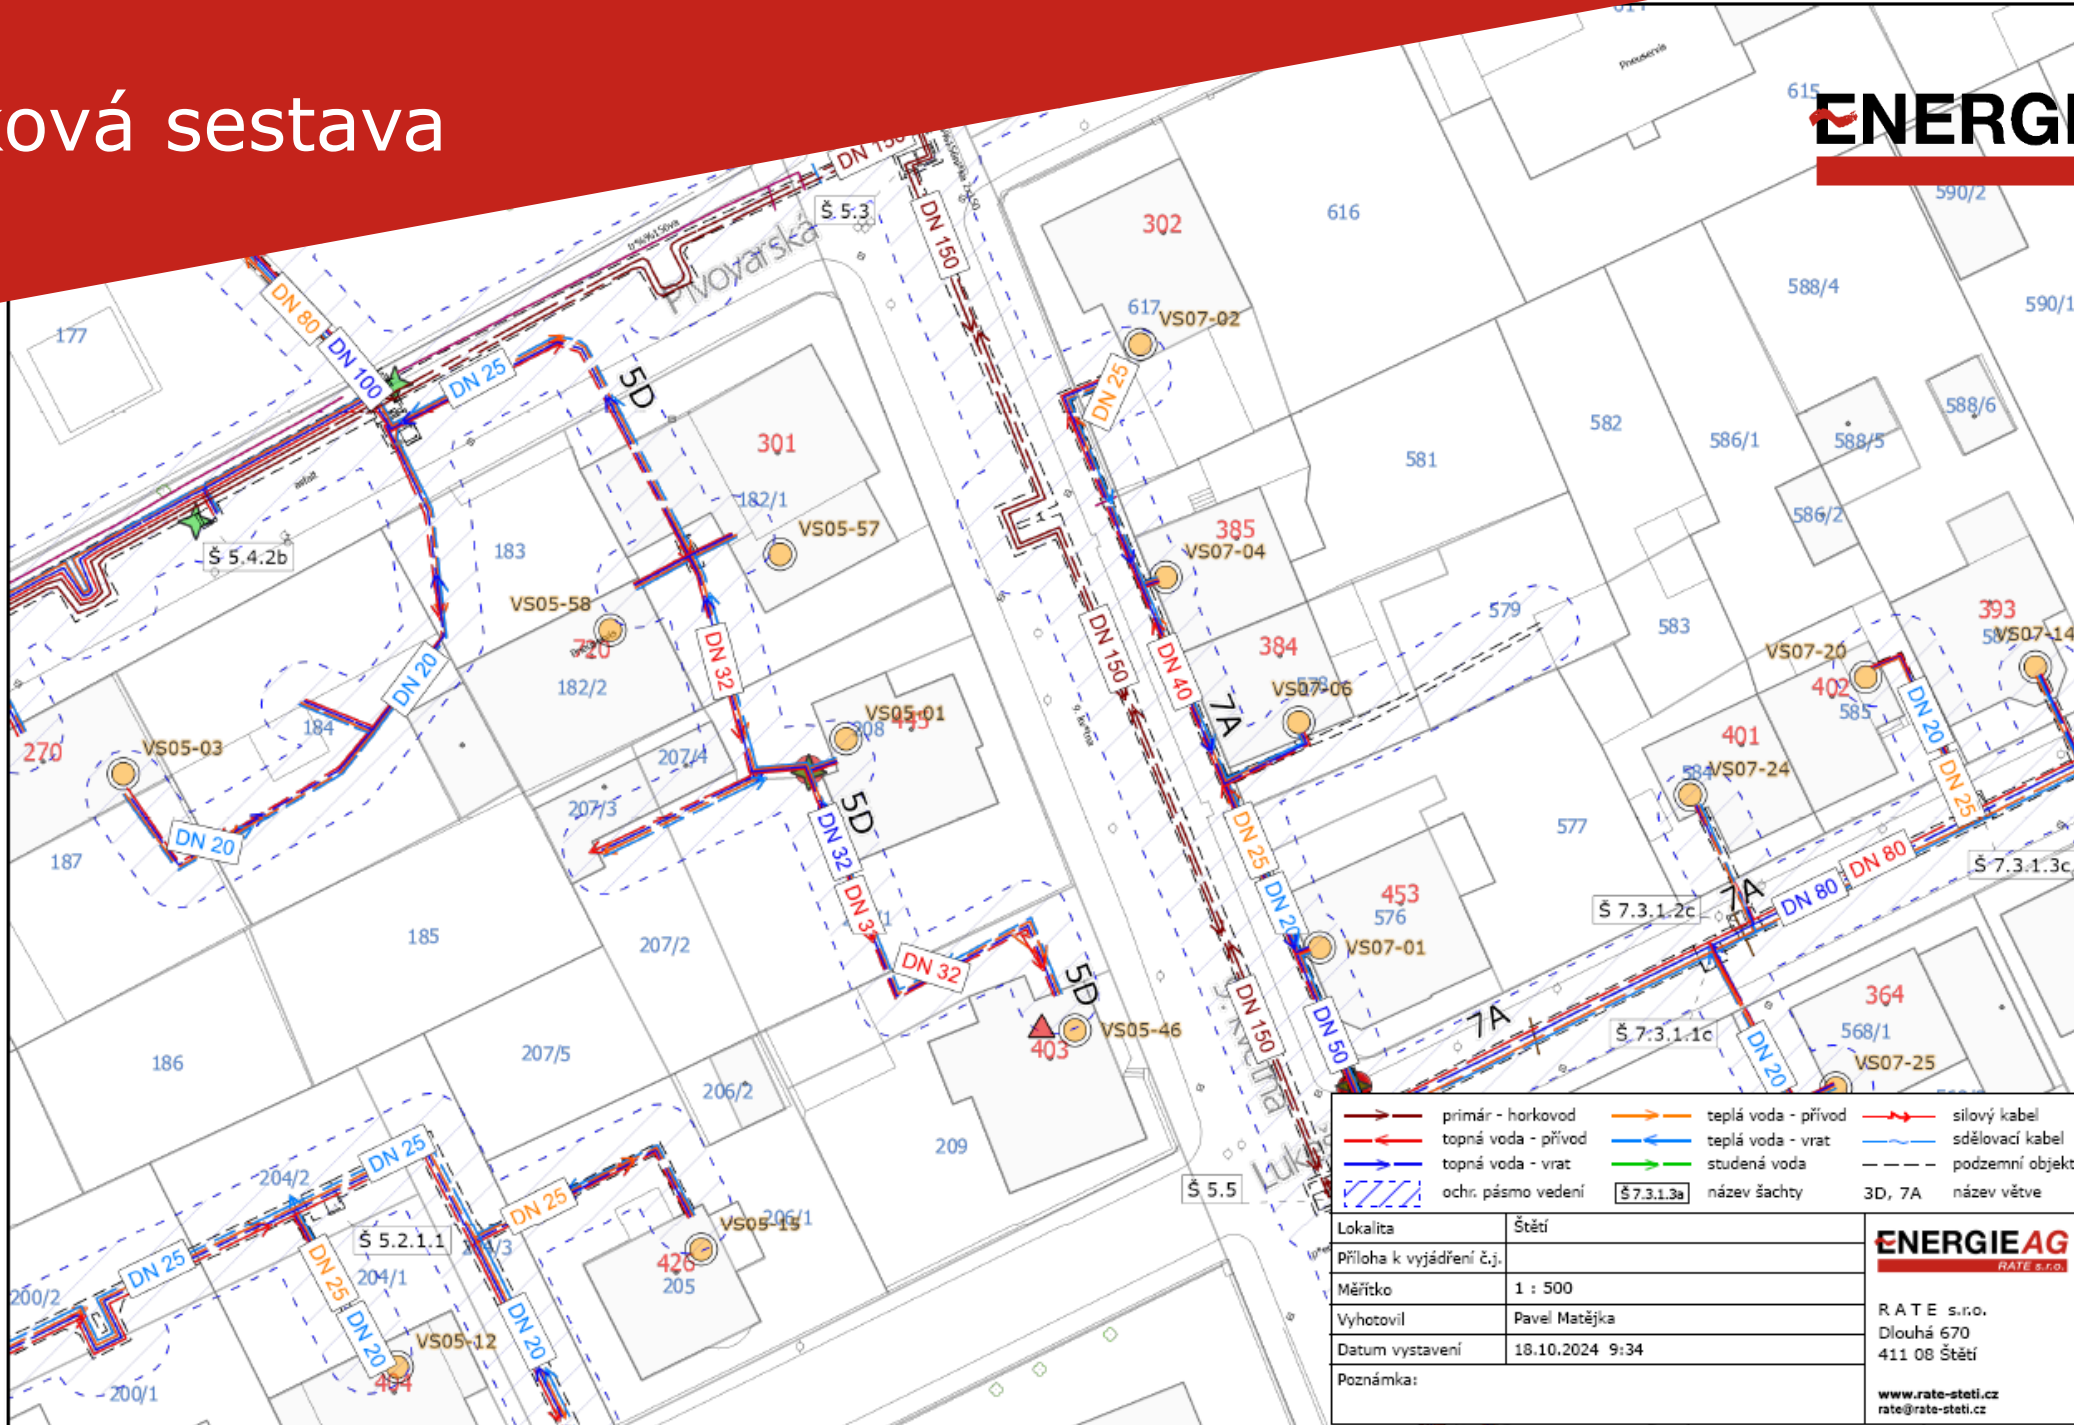 ková sestava
ENERGI
Pneuservis
615
590/2
616
302
588/4
590/1
617
VS07-02
DN 150
Š 5.3
Pivovarská
DN 150
177
DN 80
DN 100
DN 25
5D
DN 25
301
182/1
VS05-57
582
586/1
588/5
588/6
581
586/2
asfalt
Š 5.4.2b
183
385
VS07-04
VS05-58
720
182/2
DN 32
DN 150
DN 40
384
VS07-06
7A
579
583
393
VS07-14
VS07-20
402
585
DN 20
DN 25
401
584
VS07-24
DN 20
184
270
VS05-03
DN 20
187
VS05-01
208
445
207/4
207/3
5D
DN 32
DN 32
DN 32
9. května
DN 25
DN 20
577
453
576
VS07-01
Š 7.3.1.2c
7A
DN 80
DN 80
Š 7.3.1.3c
185
207/2
5D
VS05-46
403
DN 150
DN 50
7A
Š 7.3.1.1c
364
568/1
VS07-25
DN 20
186
207/5
206/2
209
204/2
DN 25
DN 25
206/1
VS05-15
426
205
Š 5.2.1.1
DN 25
200/2
DN 25
204/1
DN 20
DN 20
VS05-12
200/1
Š 5.5
primár - horkovod
teplá voda - přívod
silový kabel
topná voda - přívod
teplá voda - vrat
sdělovací kabel
topná voda - vrat
studená voda
podzemní objekt
ochr. pásmo vedení
Š 7.3.1.3a
název šachty
3D, 7A
název větve
Lokalita
Štětí
Příloha k vyjádření č.j.
Měřítko
1 : 500
Vyhotovil
Pavel Matějka
Datum vystavení
18.10.2024 9:34
Poznámka:
ENERGIEAG
RATE s.r.o.
R A T E s.r.o.
Dlouhá 670
411 08 Štětí
www.rate-steti.cz
rate@rate-steti.cz